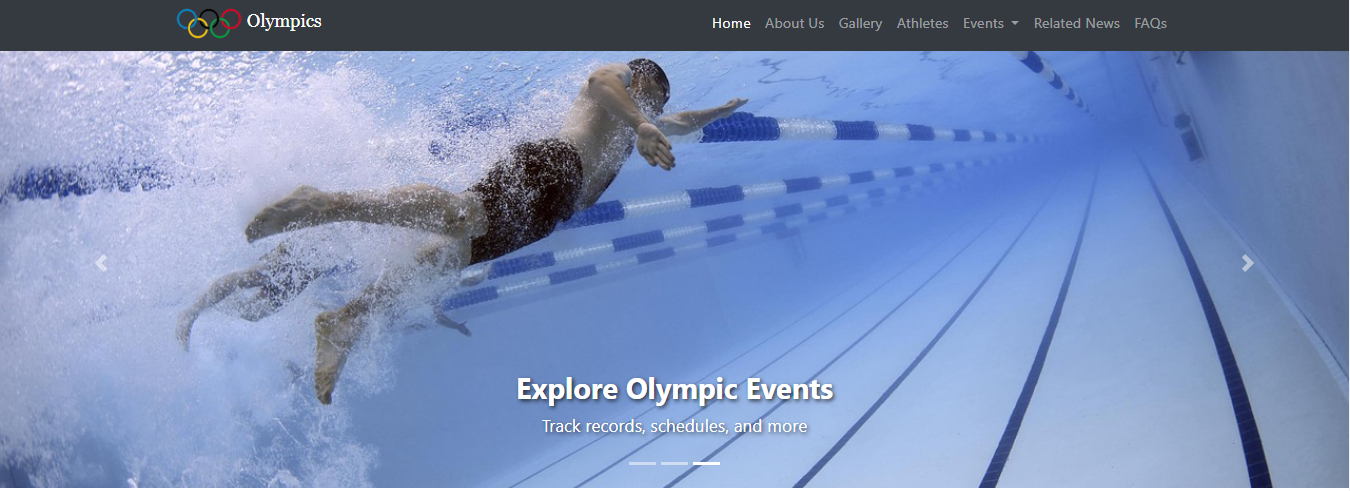 Olympics
Home About Us Gallery Athletes Events Related News FAQs
Explore Olympic Events
Track records, schedules, and more